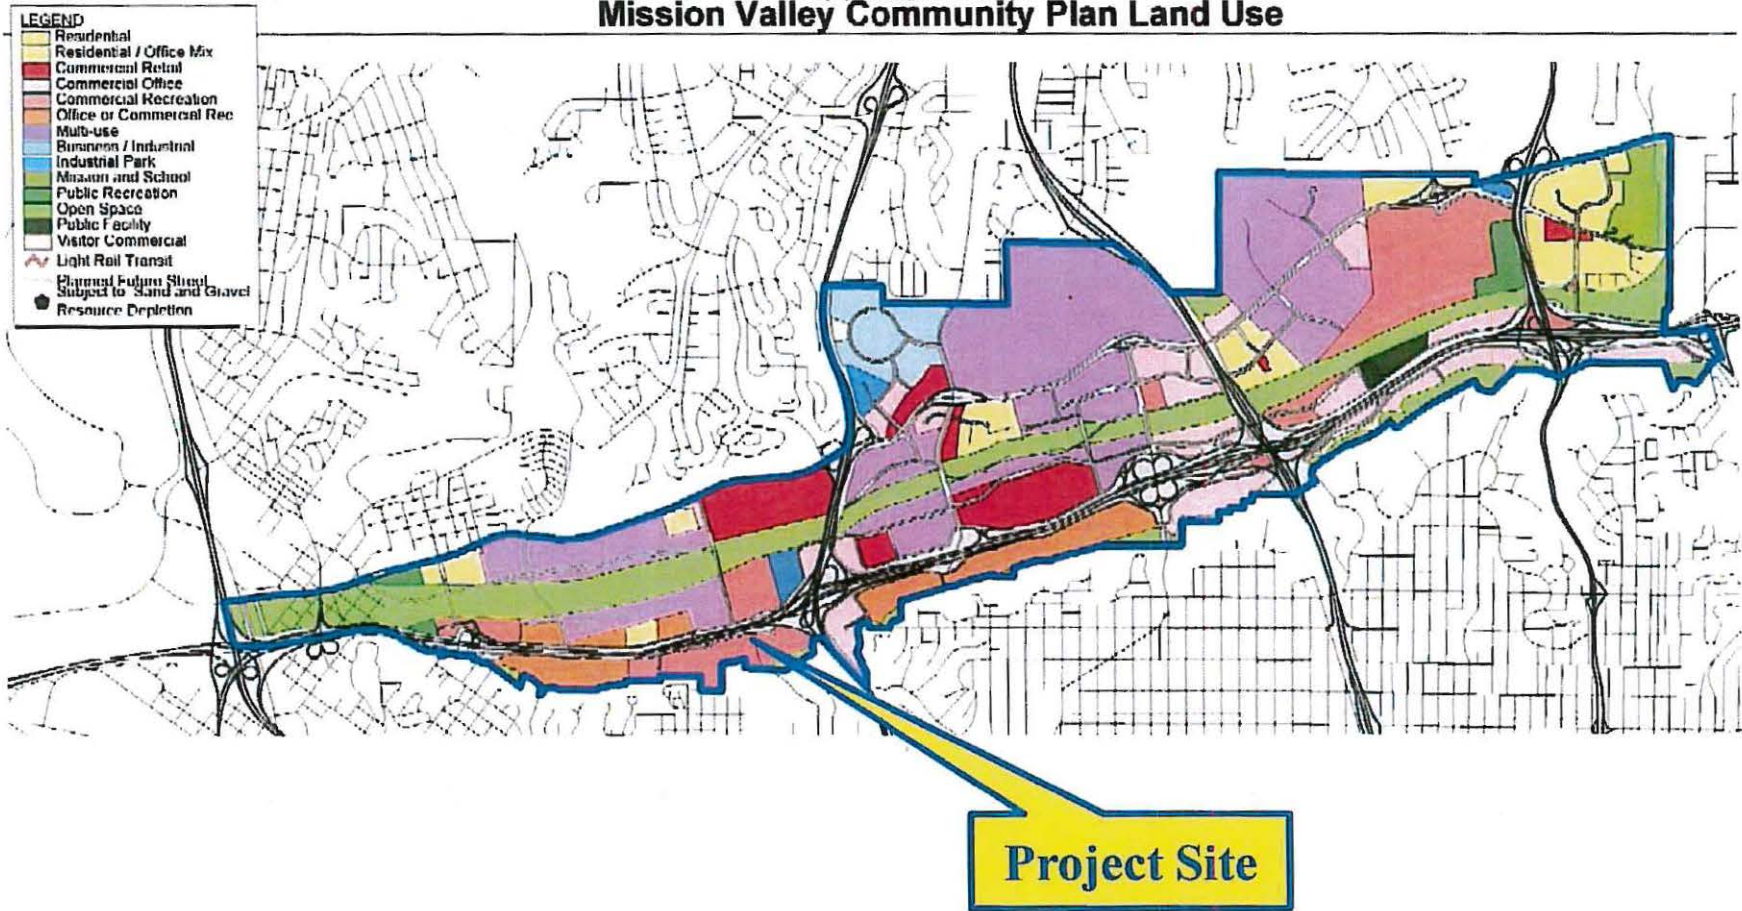 Mission Valley Community Plan Land Use
LEGEND
Residential
Residential / Office Mix
Commercial Retail
Commercial Office
Commercial Recreation
Office or Commercial Rec
Multi-use
Business / Industrial
Industrial Park
Mission and School
Public Recreation
Open Space
Public Facility
Visitor Commercial
Light Rail Transit
Planned Future Street
Subject to Sand and Gravel
Resource Depletion
Project Site